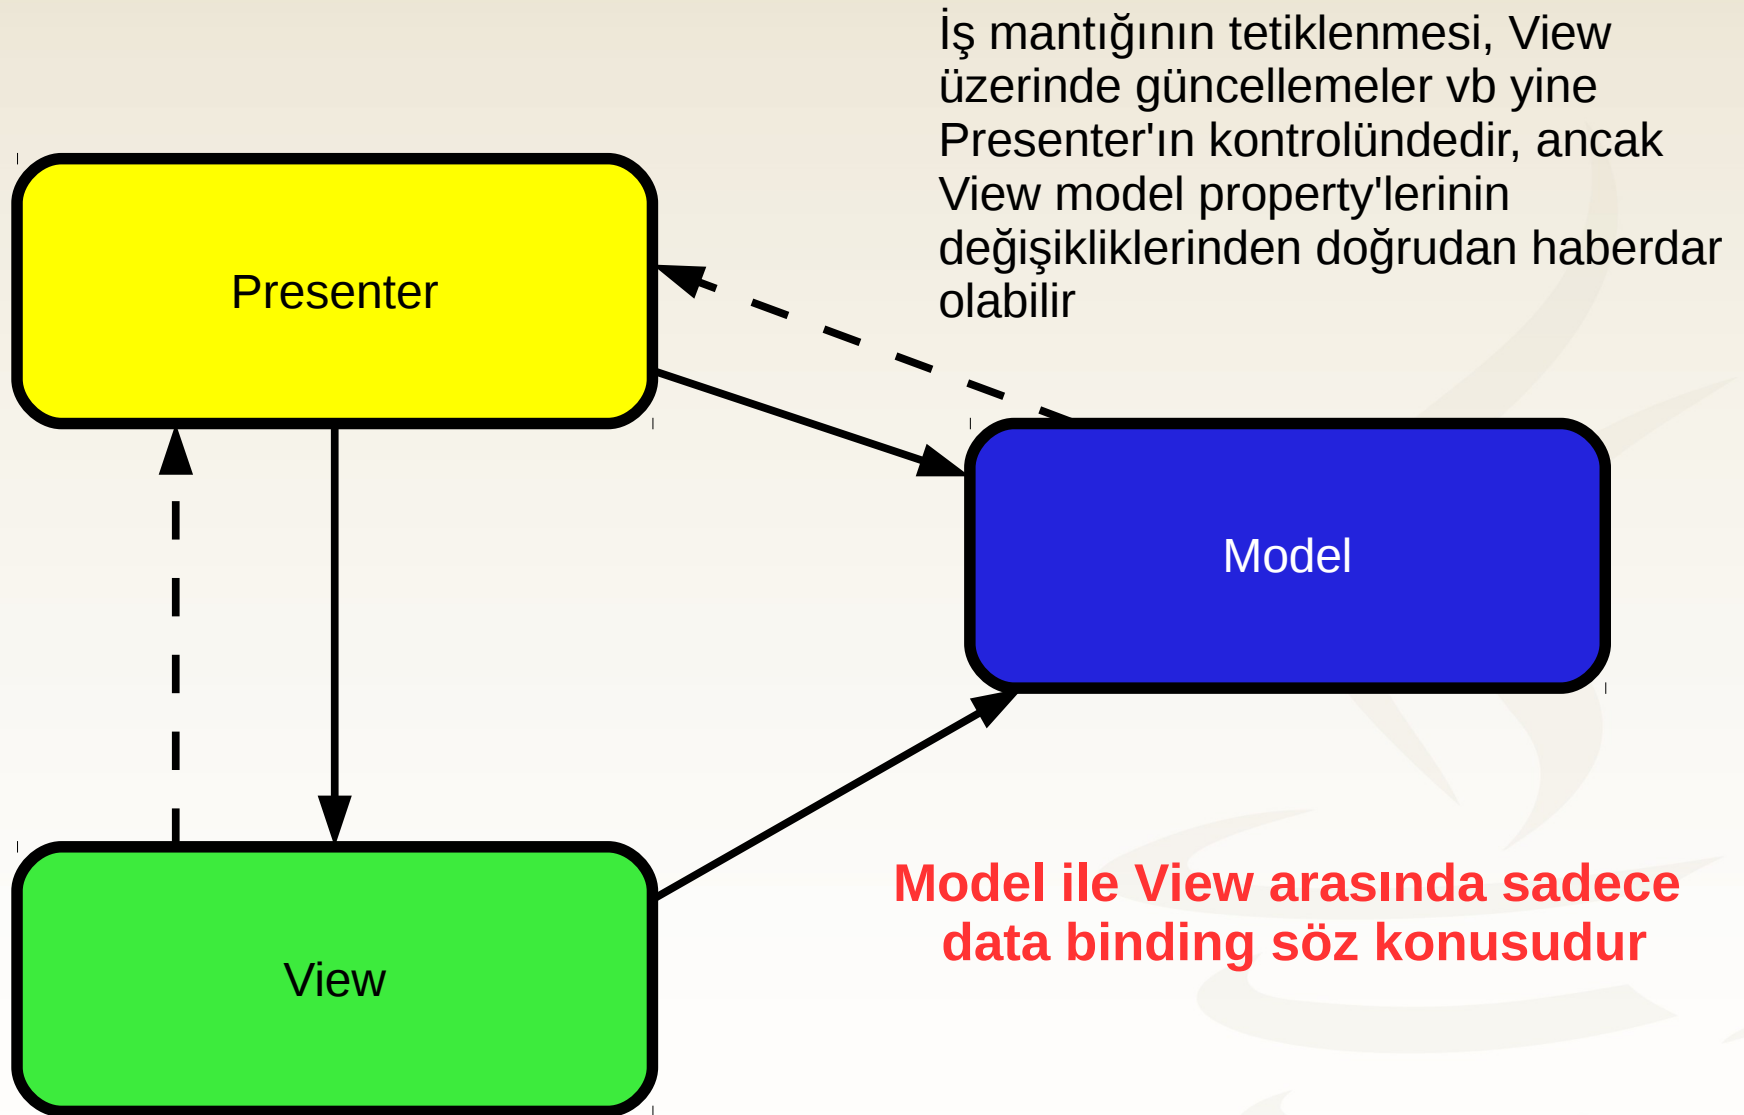 İş mantığının tetiklenmesi, View
üzerinde güncellemeler vb yine
Presenter'ın kontrolündedir, ancak
View model property'lerinin
değişikliklerinden doğrudan haberdar
olabilir
Presenter
Model
View
Model ile View arasında sadece
data binding söz konusudur